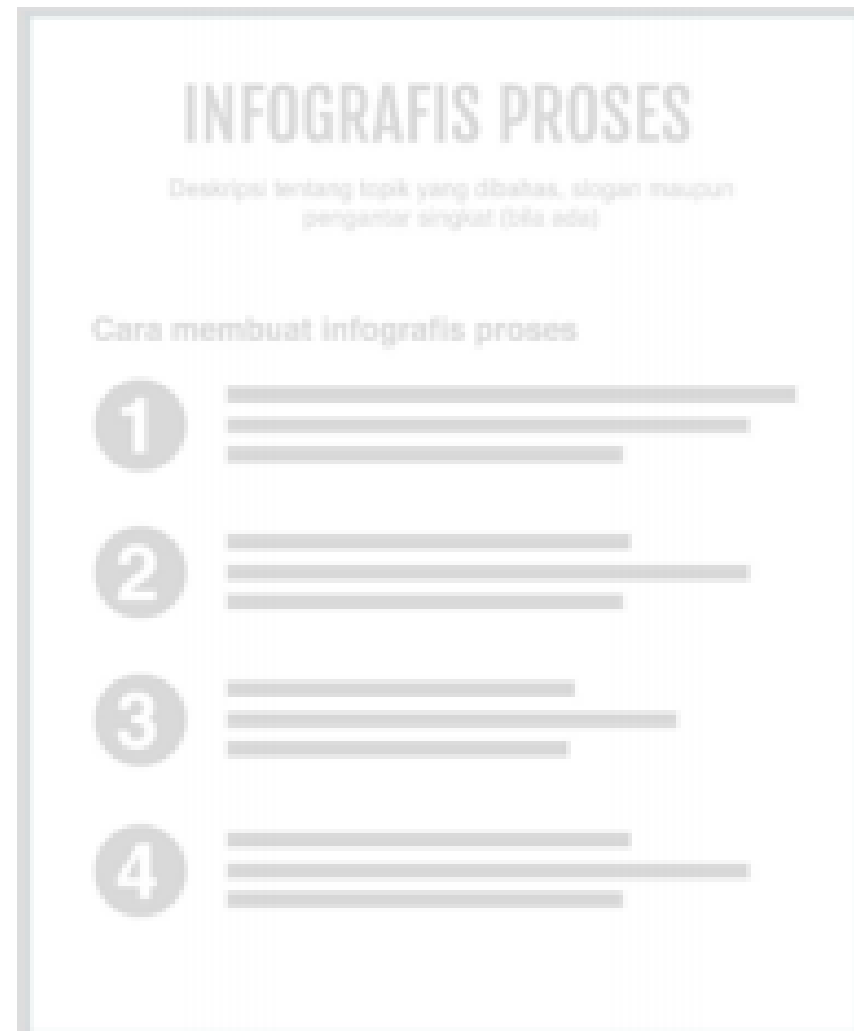 INFOGRAFIS PROSES
Deskripsi tentang topik yang dibahas, slogan maupun
pengantar singkat (bila ada)
Cara membuat infografis proses
1
2
3
4